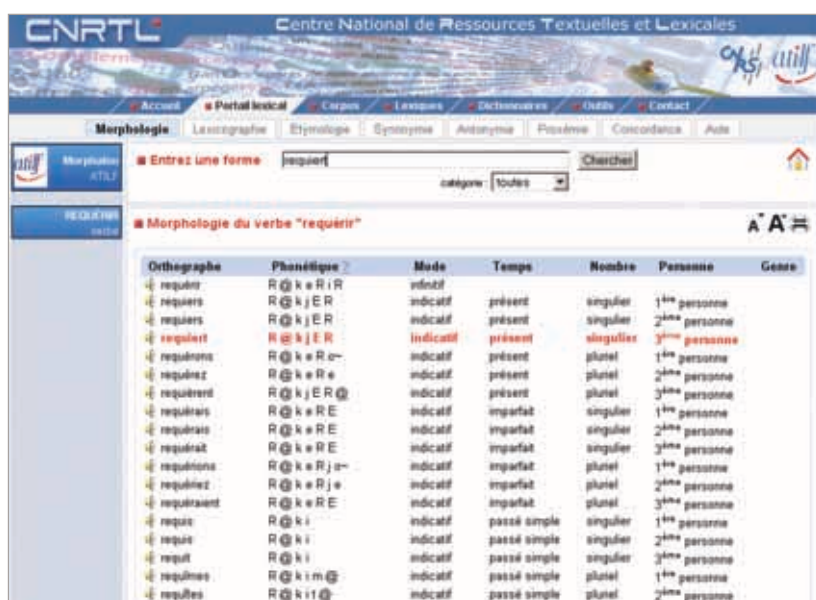 CNRTL Centre National de Ressources Textuelles et Lexicales
cnrs atilf
Accueil Portail lexical Corpus Lexiques Dictionnaires Outils Contact
Morphologie Lexicographie Etymologie Synonymie Antonymie Proxémie Concordance Aide
atilf Morphalou ATILF
Entrez une forme requiert Chercher
catégorie : toutes
REQUÉRIR verbe
Morphologie du verbe "requérir"
A- A+
Orthographe Phonétique ? Mode Temps Nombre Personne Genre
requérir R@keRiR infinitif
requiers R@kjER indicatif présent singulier 1ère personne
requiers R@kjER indicatif présent singulier 2ème personne
requiert R@kjER indicatif présent singulier 3ème personne
requérons R@keRo~ indicatif présent pluriel 1ère personne
requérez R@keRe indicatif présent pluriel 2ème personne
requièrent R@kjER@ indicatif présent pluriel 3ème personne
requérais R@keRE indicatif imparfait singulier 1ère personne
requérais R@keRE indicatif imparfait singulier 2ème personne
requérait R@keRE indicatif imparfait singulier 3ème personne
requérions R@keRjo~ indicatif imparfait pluriel 1ère personne
requériez R@keRje indicatif imparfait pluriel 2ème personne
requéraient R@keRE indicatif imparfait pluriel 3ème personne
requis R@ki indicatif passé simple singulier 1ère personne
requis R@ki indicatif passé simple singulier 2ème personne
requit R@ki indicatif passé simple singulier 3ème personne
requîmes R@kim@ indicatif passé simple pluriel 1ère personne
requîtes R@kit@ indicatif passé simple pluriel 2ème personne